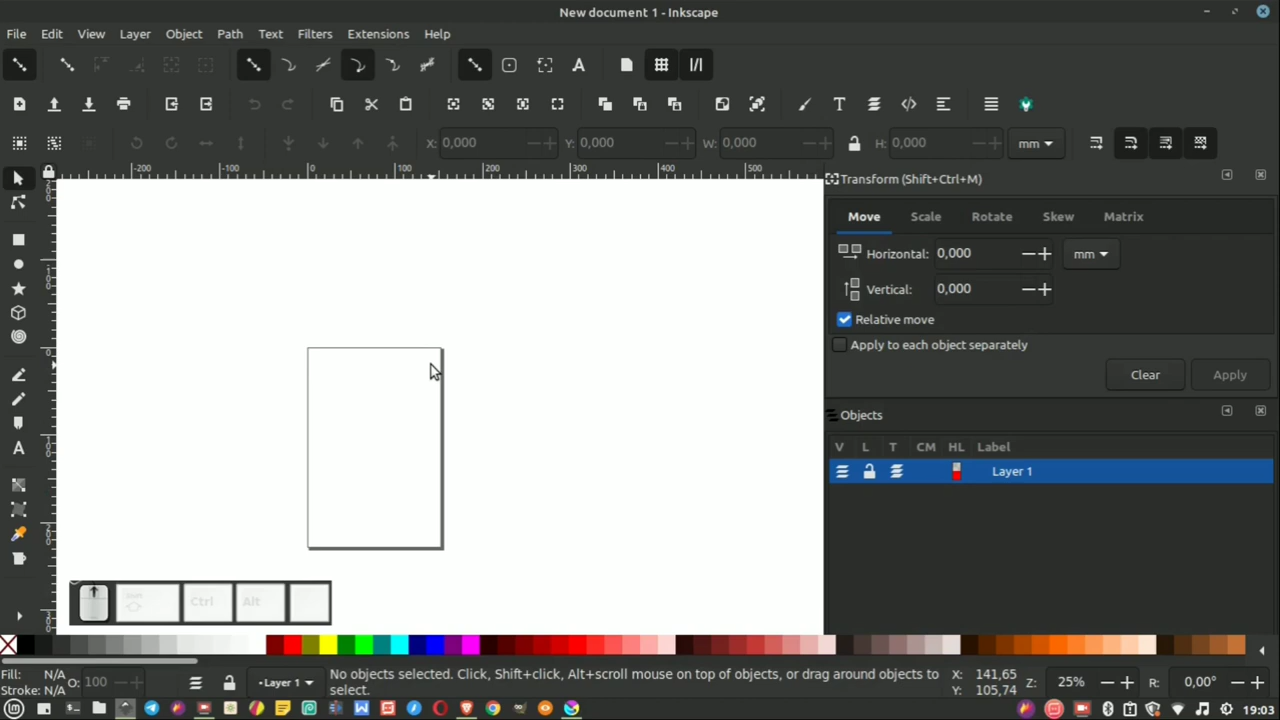 New document 1 - Inkscape
File Edit View Layer Object Path Text Filters Extensions Help
X: 0,000 Y: 0,000 W: 0,000 H: 0,000 mm
-200 -100 0 100 200 300 400 500
Transform (Shift+Ctrl+M)
Move Scale Rotate Skew Matrix
Horizontal: 0,000 mm
Vertical: 0,000
Relative move
Apply to each object separately
Clear Apply
Objects
V L T CM HL Label
Layer 1
Shift Ctrl Alt
Fill: N/A O: 100 •Layer 1 No objects selected. Click, Shift+click, Alt+scroll mouse on top of objects, or drag around objects to X: 141,65 Z: 25% R: 0,00°
Stroke: N/A select. Y: 105,74
19:03